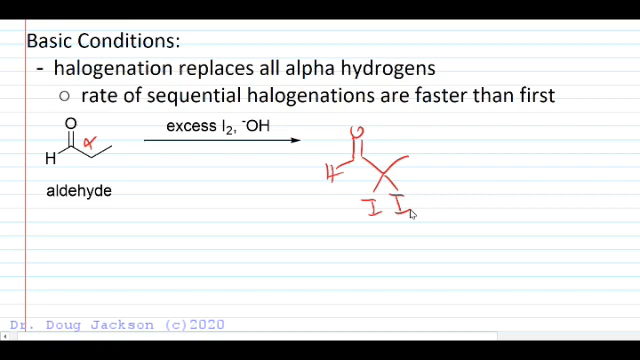 Basic Conditions:
- halogenation replaces all alpha hydrogens
o rate of sequential halogenations are faster than first
O
α
H
excess I₂, ⁻OH
O
H
I I
aldehyde
Dr. Doug Jackson (c)2020